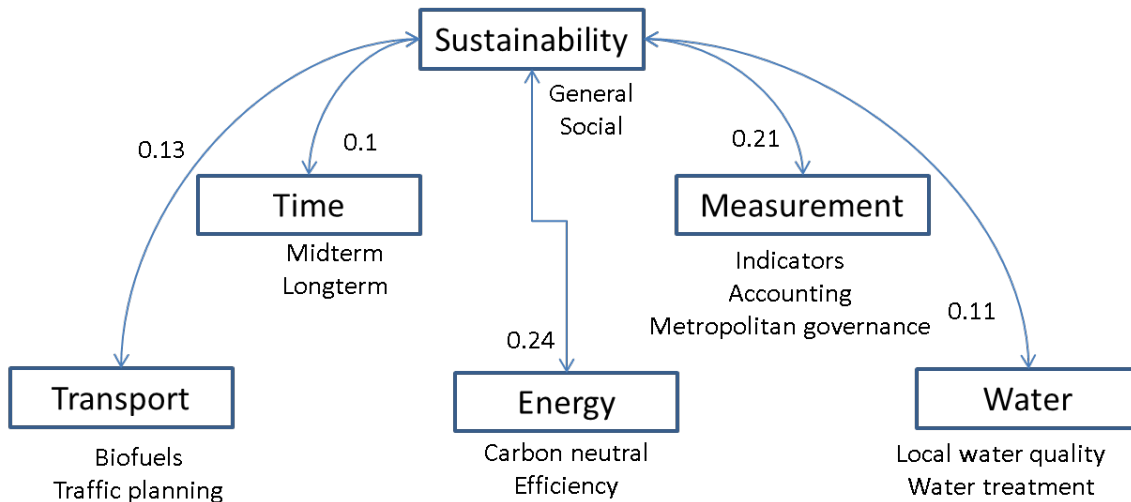 Sustainability
General
Social
0.13
0.1
0.21
Time
Midterm
Longterm
Measurement
Indicators
Accounting
Metropolitan governance
0.24
0.11
Transport
Biofuels
Traffic planning
Energy
Carbon neutral
Efficiency
Water
Local water quality
Water treatment